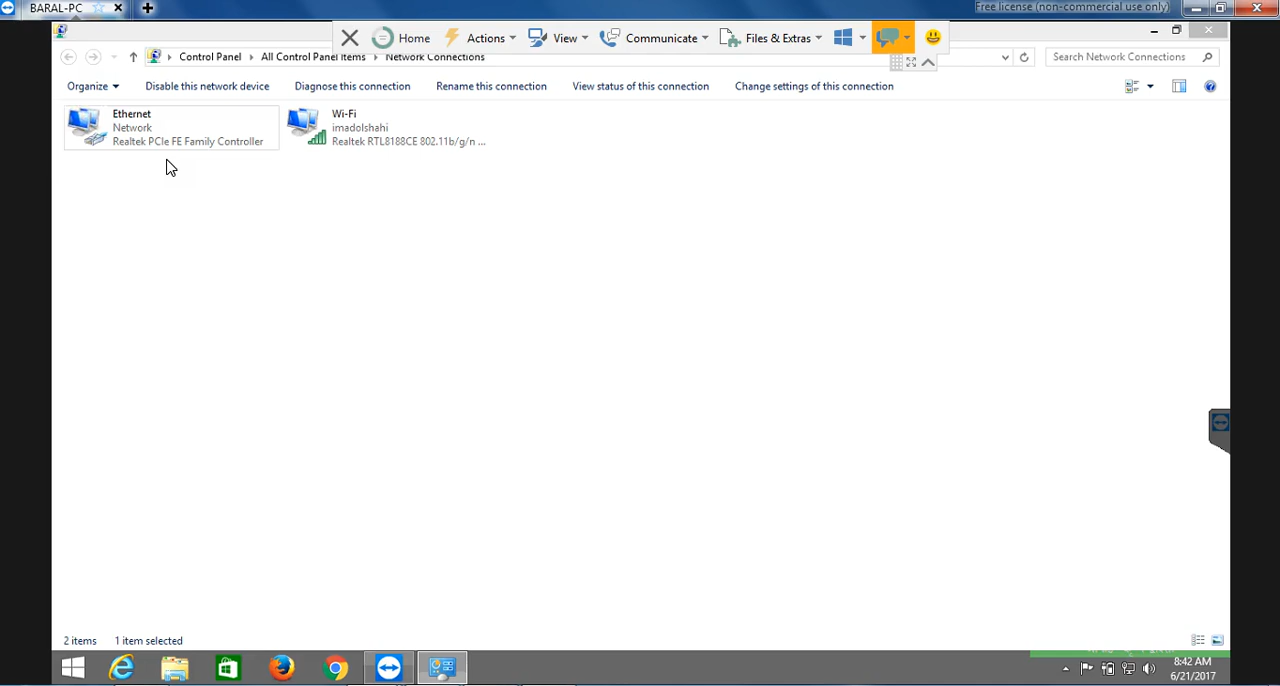 BARAL-PC
Free license (non-commercial use only)
Home Actions View Communicate Files & Extras
Control Panel All Control Panel Items Network Connections
Search Network Connections
Organize Disable this network device Diagnose this connection Rename this connection View status of this connection Change settings of this connection
Ethernet
Network
Realtek PCIe FE Family Controller
Wi-Fi
imadolshahi
Realtek RTL8188CE 802.11b/g/n ...
2 items 1 item selected
8:42 AM
6/21/2017